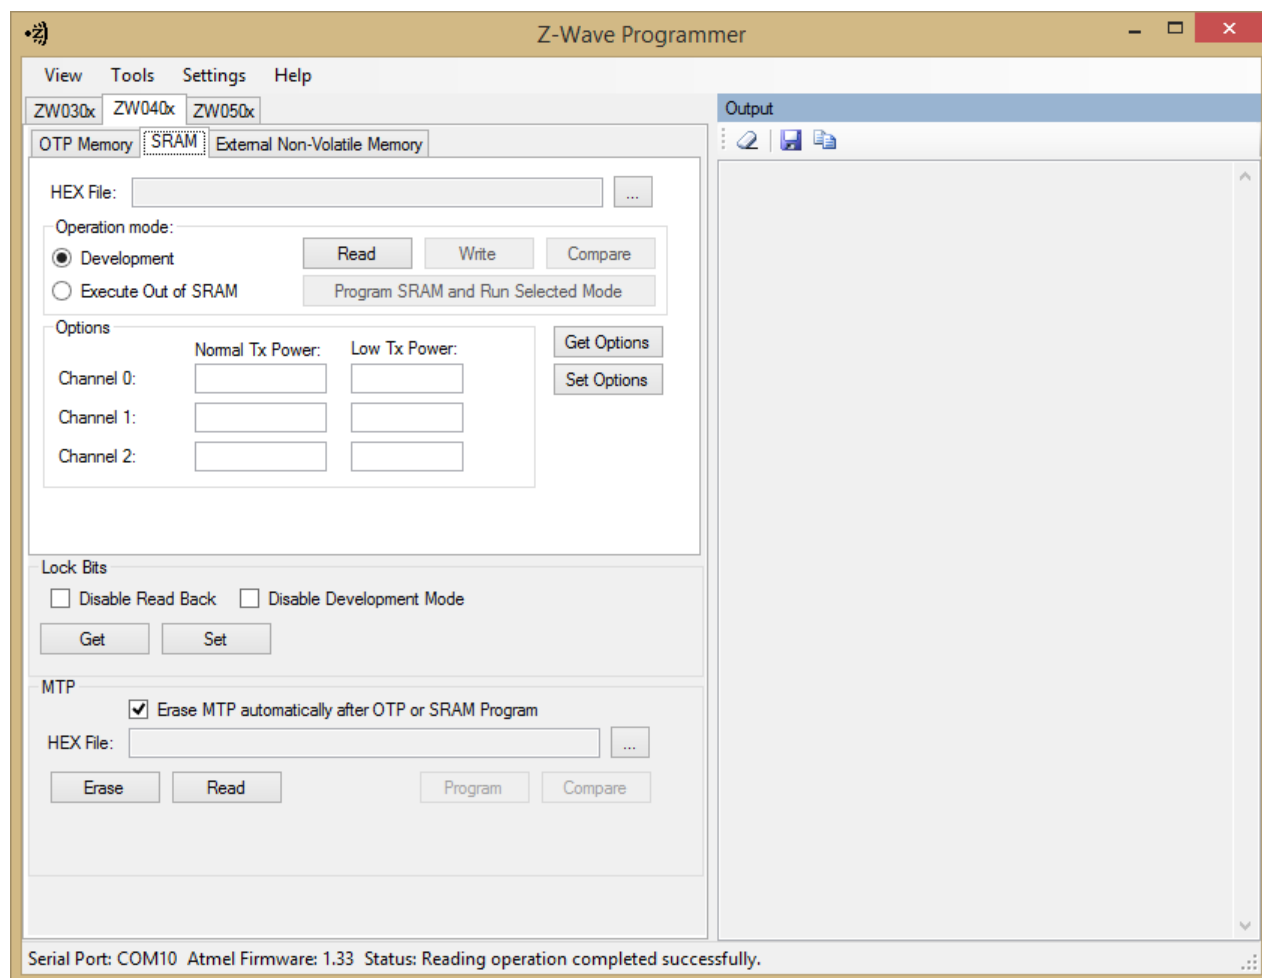 Z-Wave Programmer
View Tools Settings Help
ZW030x ZW040x ZW050x
Output
OTP Memory SRAM External Non-Volatile Memory
HEX File: ...
Operation mode:
Development Read Write Compare
Execute Out of SRAM Program SRAM and Run Selected Mode
Options
Normal Tx Power: Low Tx Power: Get Options
Channel 0: Set Options
Channel 1:
Channel 2:
Lock Bits
Disable Read Back Disable Development Mode
Get Set
MTP
Erase MTP automatically after OTP or SRAM Program
HEX File: ...
Erase Read Program Compare
Serial Port: COM10 Atmel Firmware: 1.33 Status: Reading operation completed successfully.